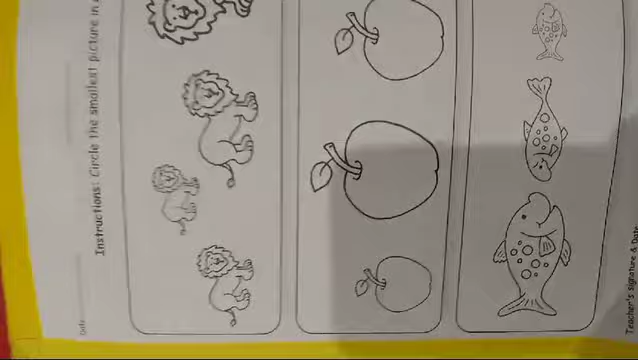 Date
Instructions: Circle the smallest picture in
Teacher's signature & Date